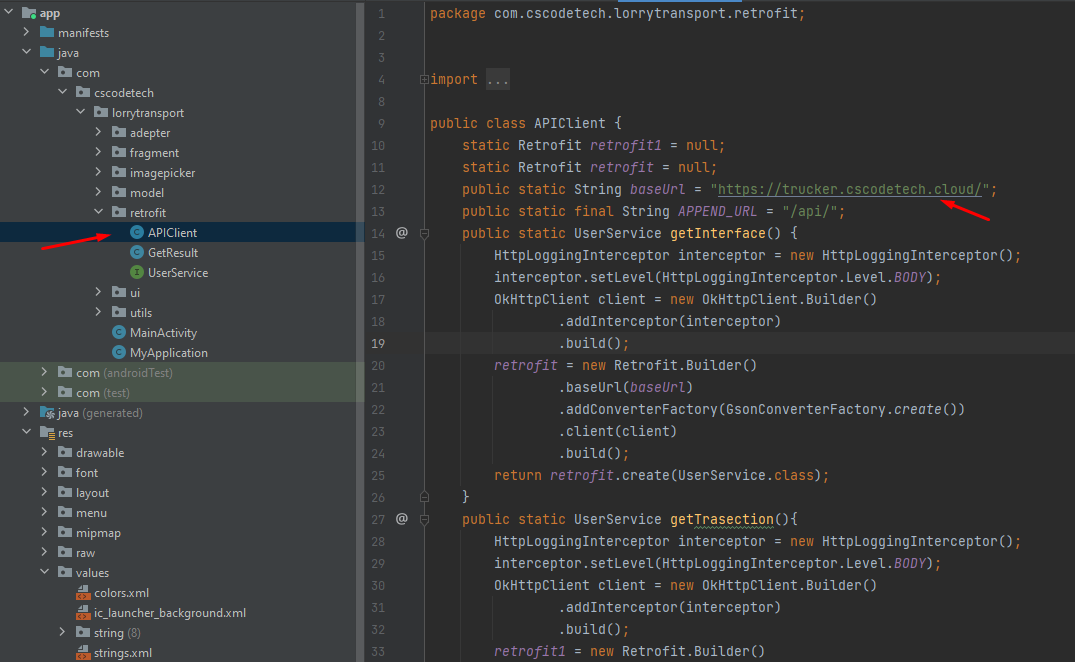 app
manifests
java
com
cscodetech
lorrytransport
adepter
fragment
imagepicker
model
retrofit
APIClient
GetResult
UserService
ui
utils
MainActivity
MyApplication
com (androidTest)
com (test)
java (generated)
res
drawable
font
layout
menu
mipmap
raw
values
colors.xml
ic_launcher_background.xml
string (8)
strings.xml
1 package com.cscodetech.lorrytransport.retrofit;
2
3
4 import ...
8
9 public class APIClient {
10 static Retrofit retrofit1 = null;
11 static Retrofit retrofit = null;
12 public static String baseUrl = "https://trucker.cscodetech.cloud/";
13 public static final String APPEND_URL = "/api/";
14 @ public static UserService getInterface() {
15 HttpLoggingInterceptor interceptor = new HttpLoggingInterceptor();
16 interceptor.setLevel(HttpLoggingInterceptor.Level.BODY);
17 OkHttpClient client = new OkHttpClient.Builder()
18 .addInterceptor(interceptor)
19 .build();
20 retrofit = new Retrofit.Builder()
21 .baseUrl(baseUrl)
22 .addConverterFactory(GsonConverterFactory.create())
23 .client(client)
24 .build();
25 return retrofit.create(UserService.class);
26 }
27 @ public static UserService getTrasection(){
28 HttpLoggingInterceptor interceptor = new HttpLoggingInterceptor();
29 interceptor.setLevel(HttpLoggingInterceptor.Level.BODY);
30 OkHttpClient client = new OkHttpClient.Builder()
31 .addInterceptor(interceptor)
32 .build();
33 retrofit1 = new Retrofit.Builder()